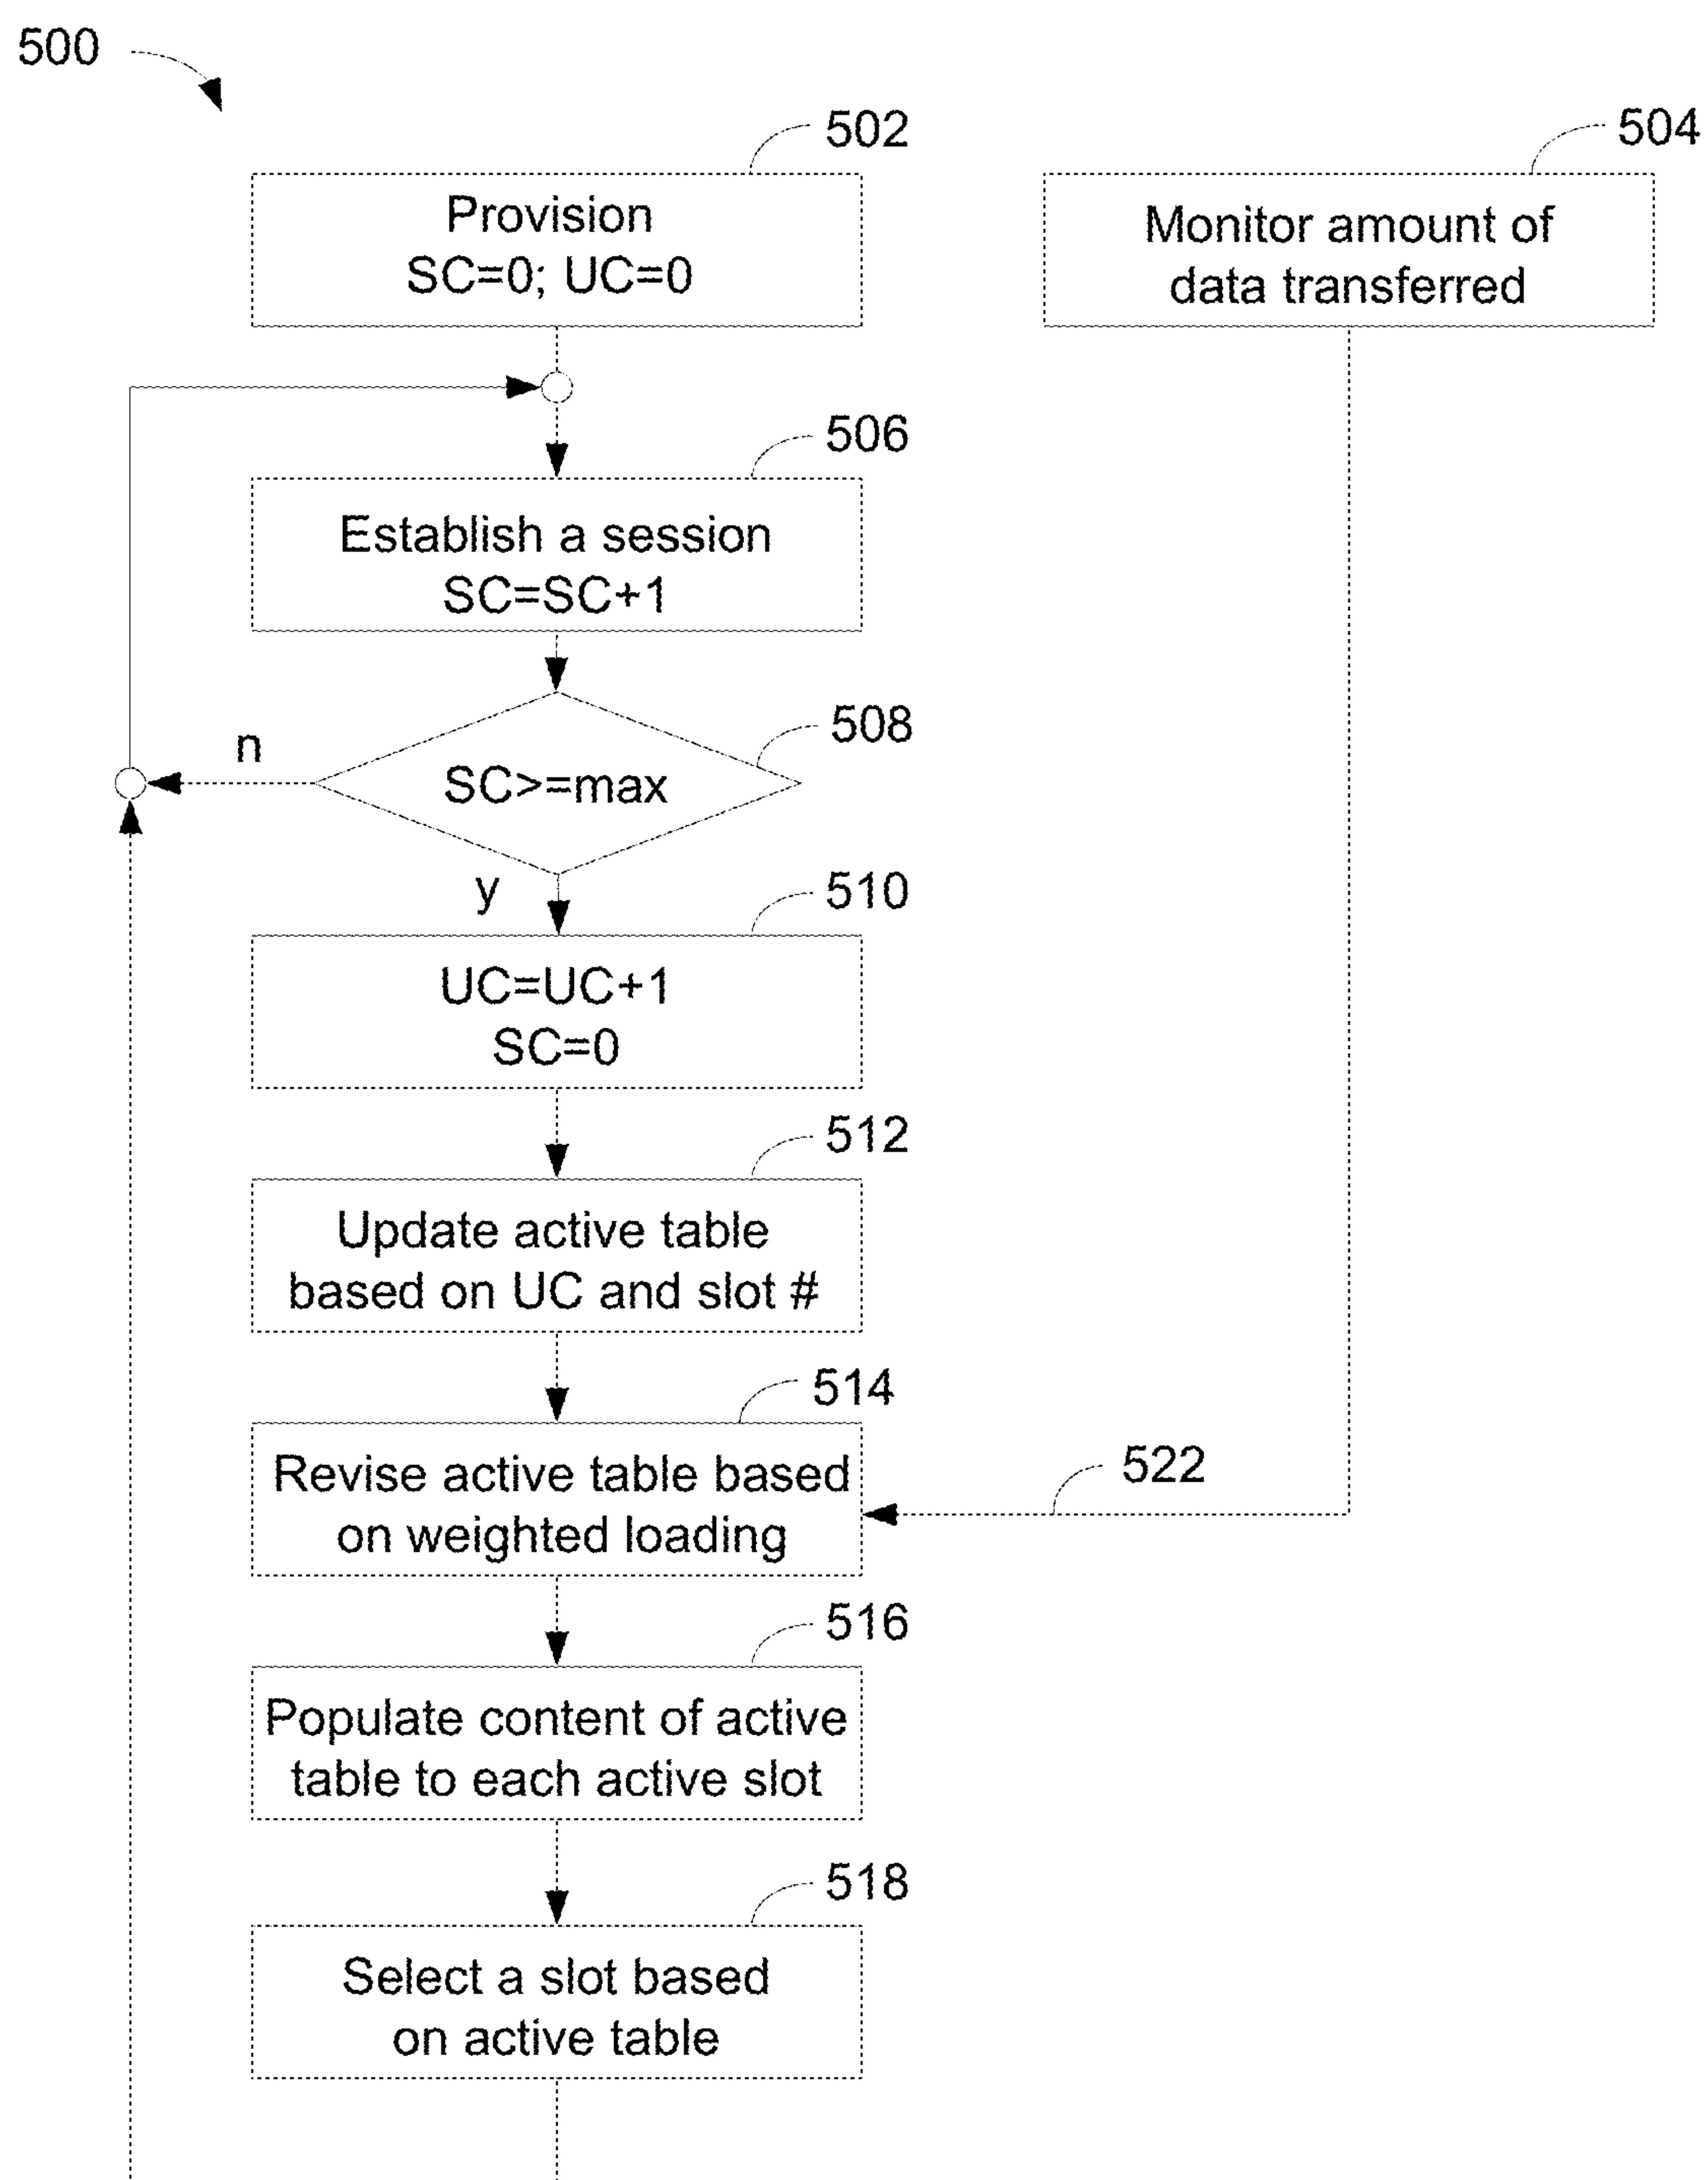 500
502
504
Provision
SC=0; UC=0
Monitor amount of
data transferred
506
Establish a session
SC=SC+1
508
n
SC>=max
y
510
UC=UC+1
SC=0
512
Update active table
based on UC and slot #
514
Revise active table based
on weighted loading
522
516
Populate content of active
table to each active slot
518
Select a slot based
on active table